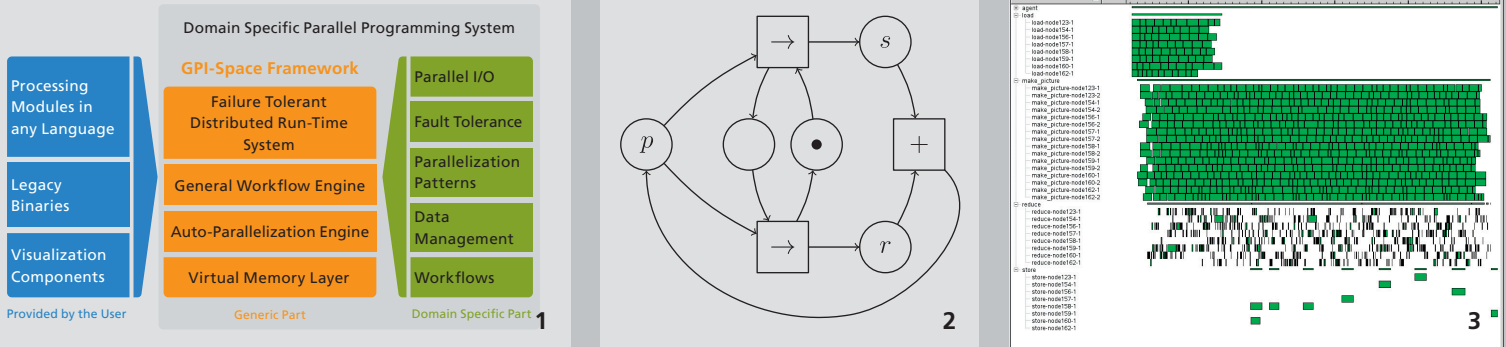 Domain Specific Parallel Programming System
Processing
Modules in
any Language
Legacy
Binaries
Visualization
Components
Provided by the User
GPI-Space Framework
Failure Tolerant
Distributed Run-Time
System
General Workflow Engine
Auto-Parallelization Engine
Virtual Memory Layer
Generic Part
Parallel I/O
Fault Tolerance
Parallelization
Patterns
Data
Management
Workflows
Domain Specific Part
1
→
s
p
+
→
r
2
agent
load
load-node123-1
load-node154-1
load-node156-1
load-node157-1
load-node158-1
load-node159-1
load-node160-1
load-node162-1
make_picture
make_picture-node123-1
make_picture-node123-2
make_picture-node154-1
make_picture-node154-2
make_picture-node156-1
make_picture-node156-2
make_picture-node157-1
make_picture-node157-2
make_picture-node158-1
make_picture-node158-2
make_picture-node159-1
make_picture-node159-2
make_picture-node160-1
make_picture-node160-2
make_picture-node162-1
make_picture-node162-2
reduce
reduce-node123-1
reduce-node154-1
reduce-node156-1
reduce-node157-1
reduce-node158-1
reduce-node159-1
reduce-node160-1
reduce-node162-1
store
store-node123-1
store-node154-1
store-node156-1
store-node157-1
store-node158-1
store-node159-1
store-node160-1
store-node162-1
3